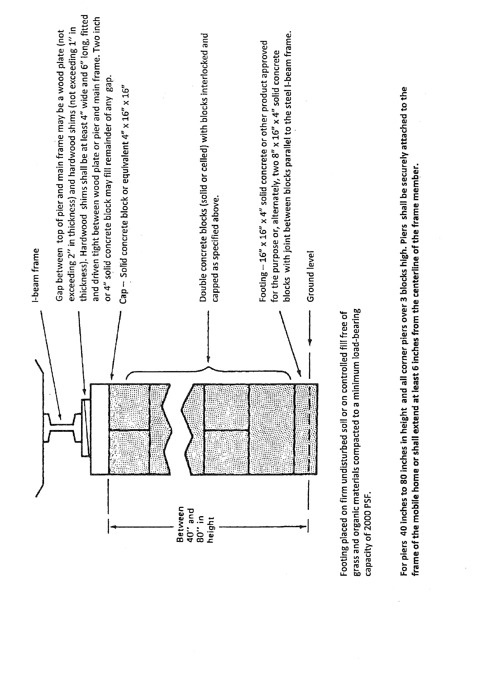 I-beam frame
Gap between top of pier and main frame may be a wood plate (not
exceeding 2" in thickness) and hardwood shims (not exceeding 1" in
thickness). Hardwood shims shall be at least 4" wide and 6" long, fitted
and driven tight between wood plate or pier and main frame. Two inch
or 4" solid concrete block may fill remainder of any gap.
Cap – Solid concrete block or equivalent 4" x 16" x 16"
Double concrete blocks (solid or celled) with blocks interlocked and
capped as specified above.
Footing – 16" x 16" x 4" solid concrete or other product approved
for the purpose or, alternately, two 8" x 16" x 4" solid concrete
blocks with joint between blocks parallel to the steel I-beam frame.
Ground level
Between
40" and
80" in
height
Footing placed on firm undisturbed soil or on controlled fill free of
grass and organic materials compacted to a minimum load-bearing
capacity of 2000 PSF.
For piers 40 inches to 80 inches in height and all corner piers over 3 blocks high. Piers shall be securely attached to the
frame of the mobile home or shall extend at least 6 inches from the centerline of the frame member.